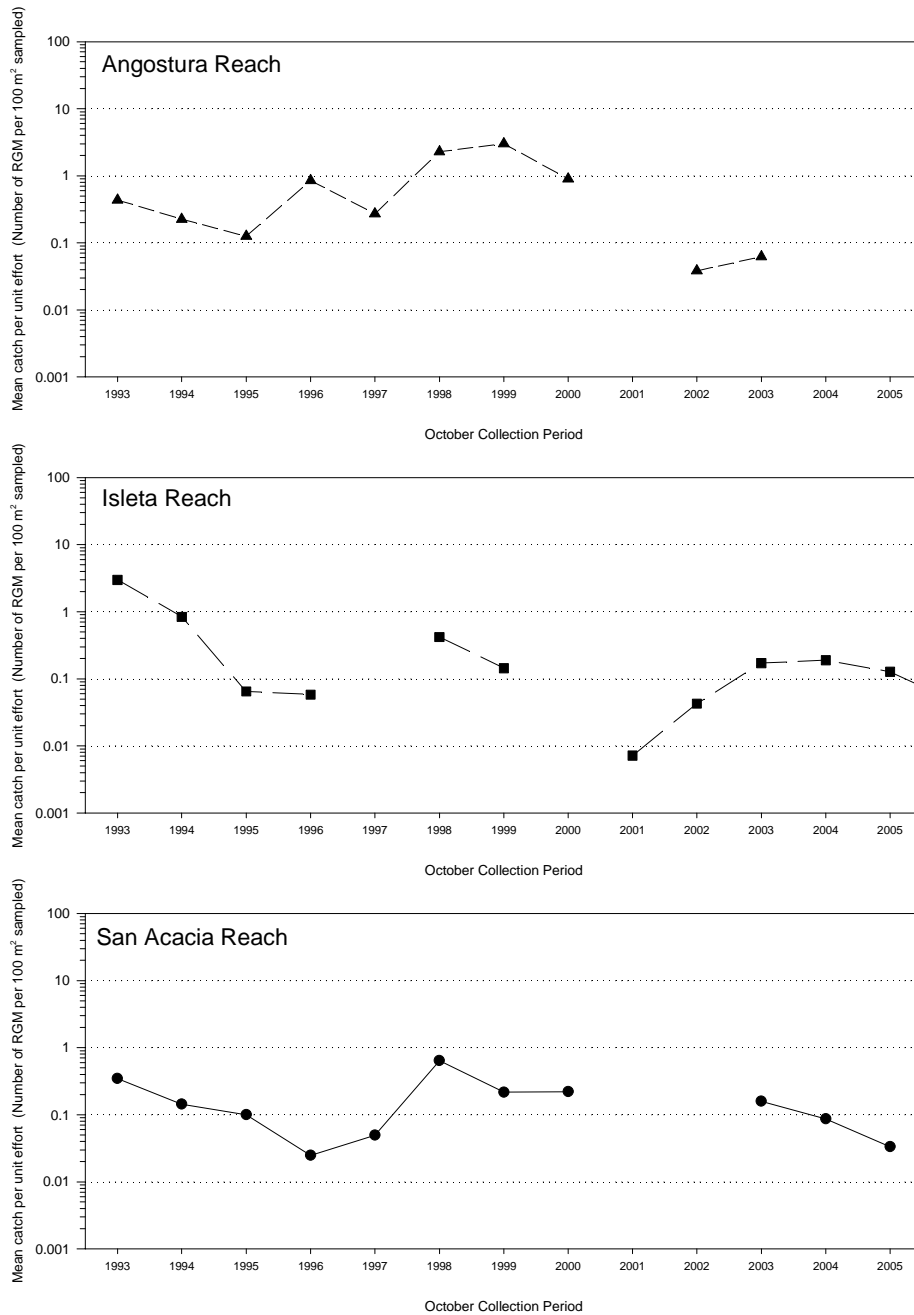 Mean catch per unit effort (Number of RGM per 100 m² sampled)
Angostura Reach
100
10
1
0.1
0.01
0.001
1993 1994 1995 1996 1997 1998 1999 2000 2001 2002 2003 2004 2005
October Collection Period
Mean catch per unit effort (Number of RGM per 100 m² sampled)
Isleta Reach
100
10
1
0.1
0.01
0.001
1993 1994 1995 1996 1997 1998 1999 2000 2001 2002 2003 2004 2005
October Collection Period
Mean catch per unit effort (Number of RGM per 100 m² sampled)
San Acacia Reach
100
10
1
0.1
0.01
0.001
1993 1994 1995 1996 1997 1998 1999 2000 2001 2002 2003 2004 2005
October Collection Period